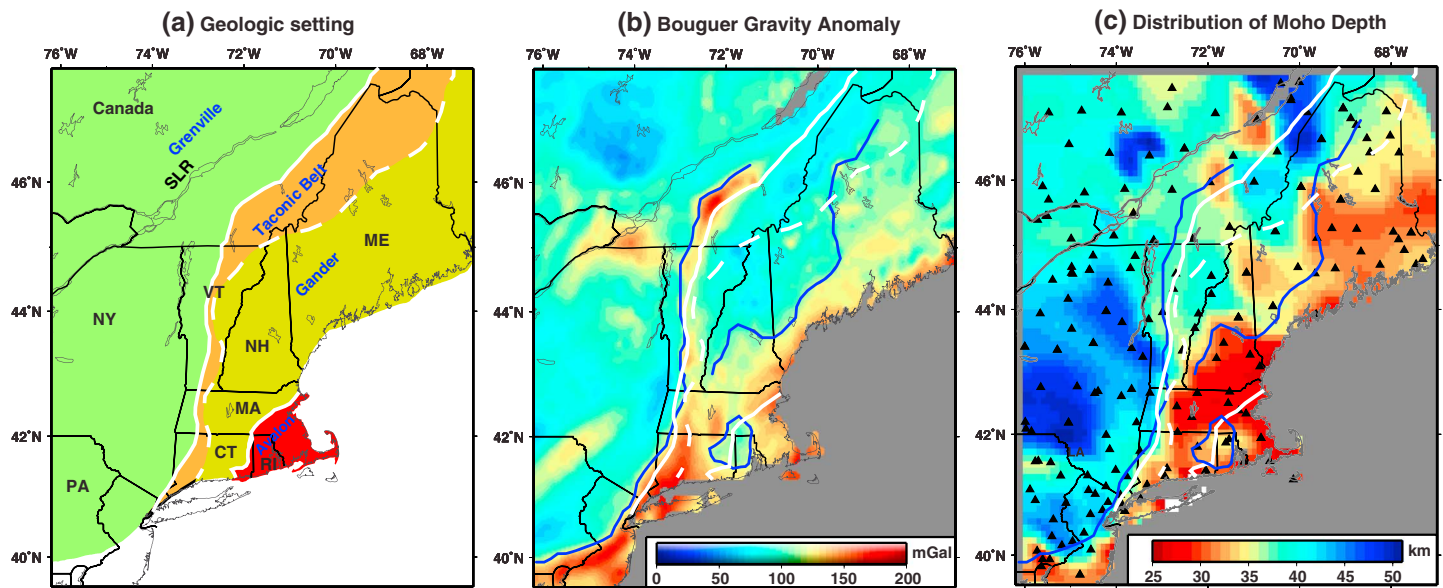 (a) Geologic setting
76°W 74°W 72°W 70°W 68°W
46°N
44°N
42°N
40°N
Canada
Grenville
SLR
Taconic Belt
ME
Gander
VT
NY
NH
MA
Avalon
CT
RI
PA
(b) Bouguer Gravity Anomaly
76°W 74°W 72°W 70°W 68°W
46°N
44°N
42°N
40°N
mGal
0 50 100 150 200
(c) Distribution of Moho Depth
76°W 74°W 72°W 70°W 68°W
46°N
44°N
42°N
40°N
km
25 30 35 40 45 50